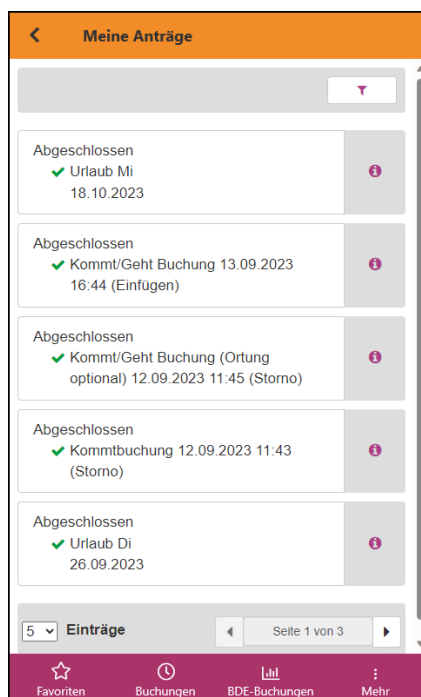 Meine Anträge
Abgeschlossen
Urlaub Mi
18.10.2023
Abgeschlossen
Kommt/Geht Buchung 13.09.2023
16:44 (Einfügen)
Abgeschlossen
Kommt/Geht Buchung (Ortung
optional) 12.09.2023 11:45 (Storno)
Abgeschlossen
Kommtbuchung 12.09.2023 11:43
(Storno)
Abgeschlossen
Urlaub Di
26.09.2023
5 Einträge Seite 1 von 3
Favoriten Buchungen BDE-Buchungen Mehr